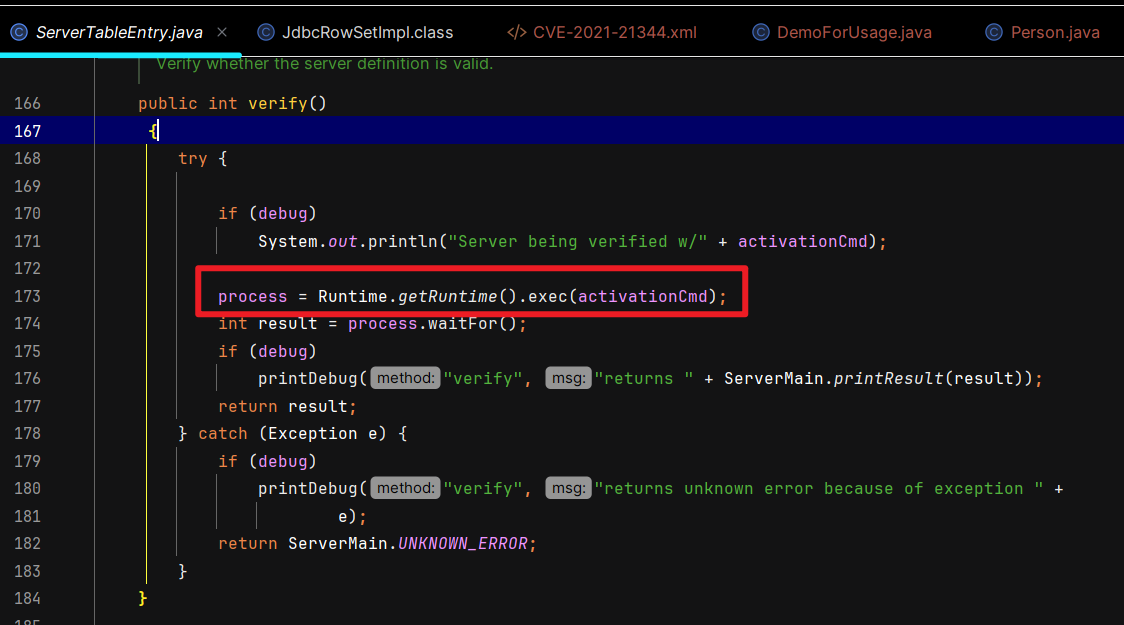 ServerTableEntry.java × JdbcRowSetImpl.class </> CVE-2021-21344.xml DemoForUsage.java Person.java
Verify whether the server definition is valid.
166 public int verify()
167 {
168 try {
169
170 if (debug)
171 System.out.println("Server being verified w/" + activationCmd);
172
173 process = Runtime.getRuntime().exec(activationCmd);
174 int result = process.waitFor();
175 if (debug)
176 printDebug( method: "verify", msg: "returns " + ServerMain.printResult(result));
177 return result;
178 } catch (Exception e) {
179 if (debug)
180 printDebug( method: "verify", msg: "returns unknown error because of exception " +
181 e);
182 return ServerMain.UNKNOWN_ERROR;
183 }
184 }
185